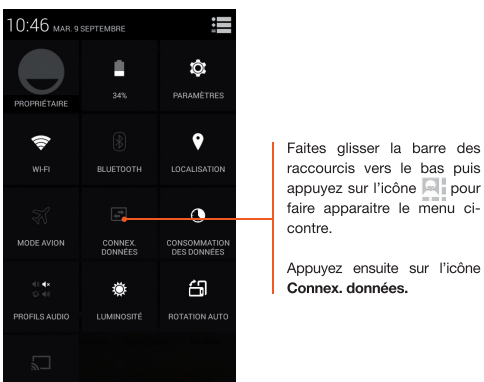 10:46 MAR. 9 SEPTEMBRE
PROPRIÉTAIRE
34%
PARAMÈTRES
WI-FI
BLUETOOTH
LOCALISATION
MODE AVION
CONNEX.
DONNÉES
CONSOMMATION
DES DONNÉES
PROFILS AUDIO
LUMINOSITÉ
ROTATION AUTO
Faites glisser la barre des
raccourcis vers le bas puis
appuyez sur l'icône pour
faire apparaitre le menu ci-
contre.
Appuyez ensuite sur l'icône
Connex. données.